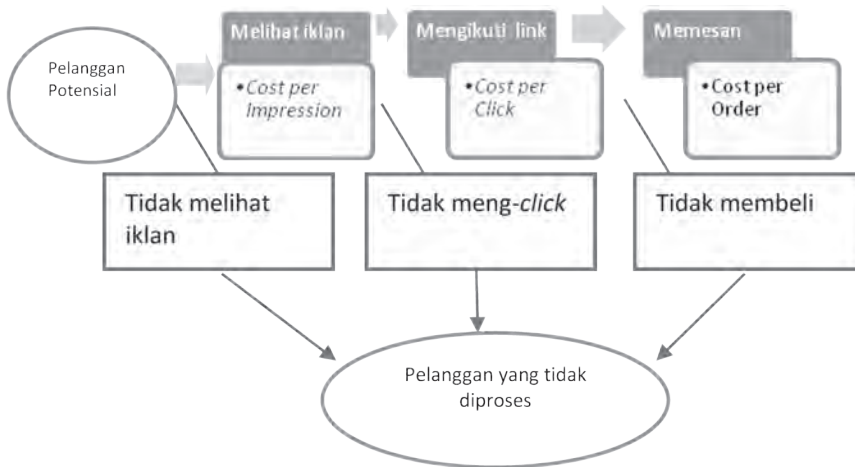 Pelanggan
Potensial
Melihat iklan
•Cost per
Impression
Mengikuti link
•Cost per
Click
Memesan
•Cost per
Order
Tidak melihat
iklan
Tidak meng-click
Tidak membeli
Pelanggan yang tidak
diproses